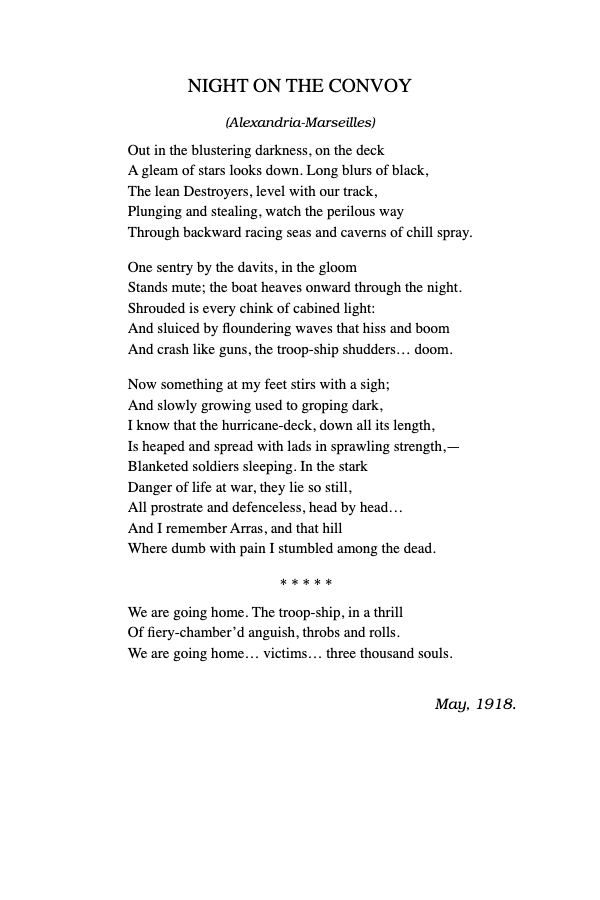 NIGHT ON THE CONVOY
(Alexandria-Marseilles)
Out in the blustering darkness, on the deck
A gleam of stars looks down. Long blurs of black,
The lean Destroyers, level with our track,
Plunging and stealing, watch the perilous way
Through backward racing seas and caverns of chill spray.
One sentry by the davits, in the gloom
Stands mute; the boat heaves onward through the night.
Shrouded is every chink of cabined light:
And sluiced by floundering waves that hiss and boom
And crash like guns, the troop-ship shudders… doom.
Now something at my feet stirs with a sigh;
And slowly growing used to groping dark,
I know that the hurricane-deck, down all its length,
Is heaped and spread with lads in sprawling strength,—
Blanketed soldiers sleeping. In the stark
Danger of life at war, they lie so still,
All prostrate and defenceless, head by head…
And I remember Arras, and that hill
Where dumb with pain I stumbled among the dead.
* * * * *
We are going home. The troop-ship, in a thrill
Of fiery-chamber’d anguish, throbs and rolls.
We are going home… victims… three thousand souls.
May, 1918.